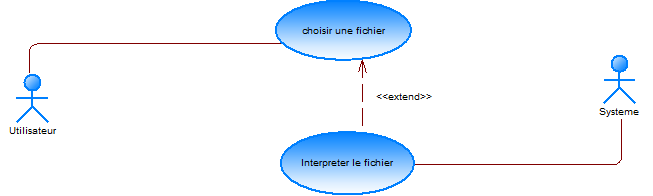 choisir une fichier
<<extend>>
Systeme
Utilisateur
Interpreter le fichier